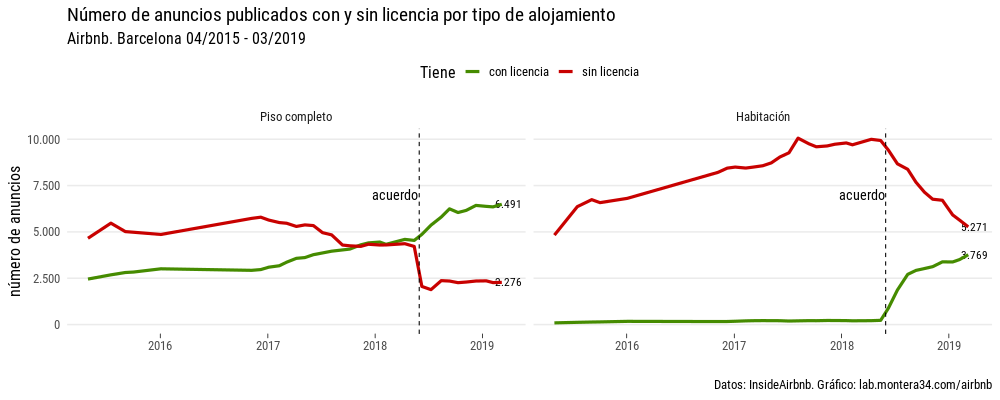 Número de anuncios publicados con y sin licencia por tipo de alojamiento
Airbnb. Barcelona 04/2015 - 03/2019
Tiene con licencia sin licencia
Piso completo
Habitación
número de anuncios
10.000
7.500
5.000
2.500
0
acuerdo
6.491
2.276
acuerdo
5.271
3.769
2016 2017 2018 2019
2016 2017 2018 2019
Datos: InsideAirbnb. Gráfico: lab.montera34.com/airbnb